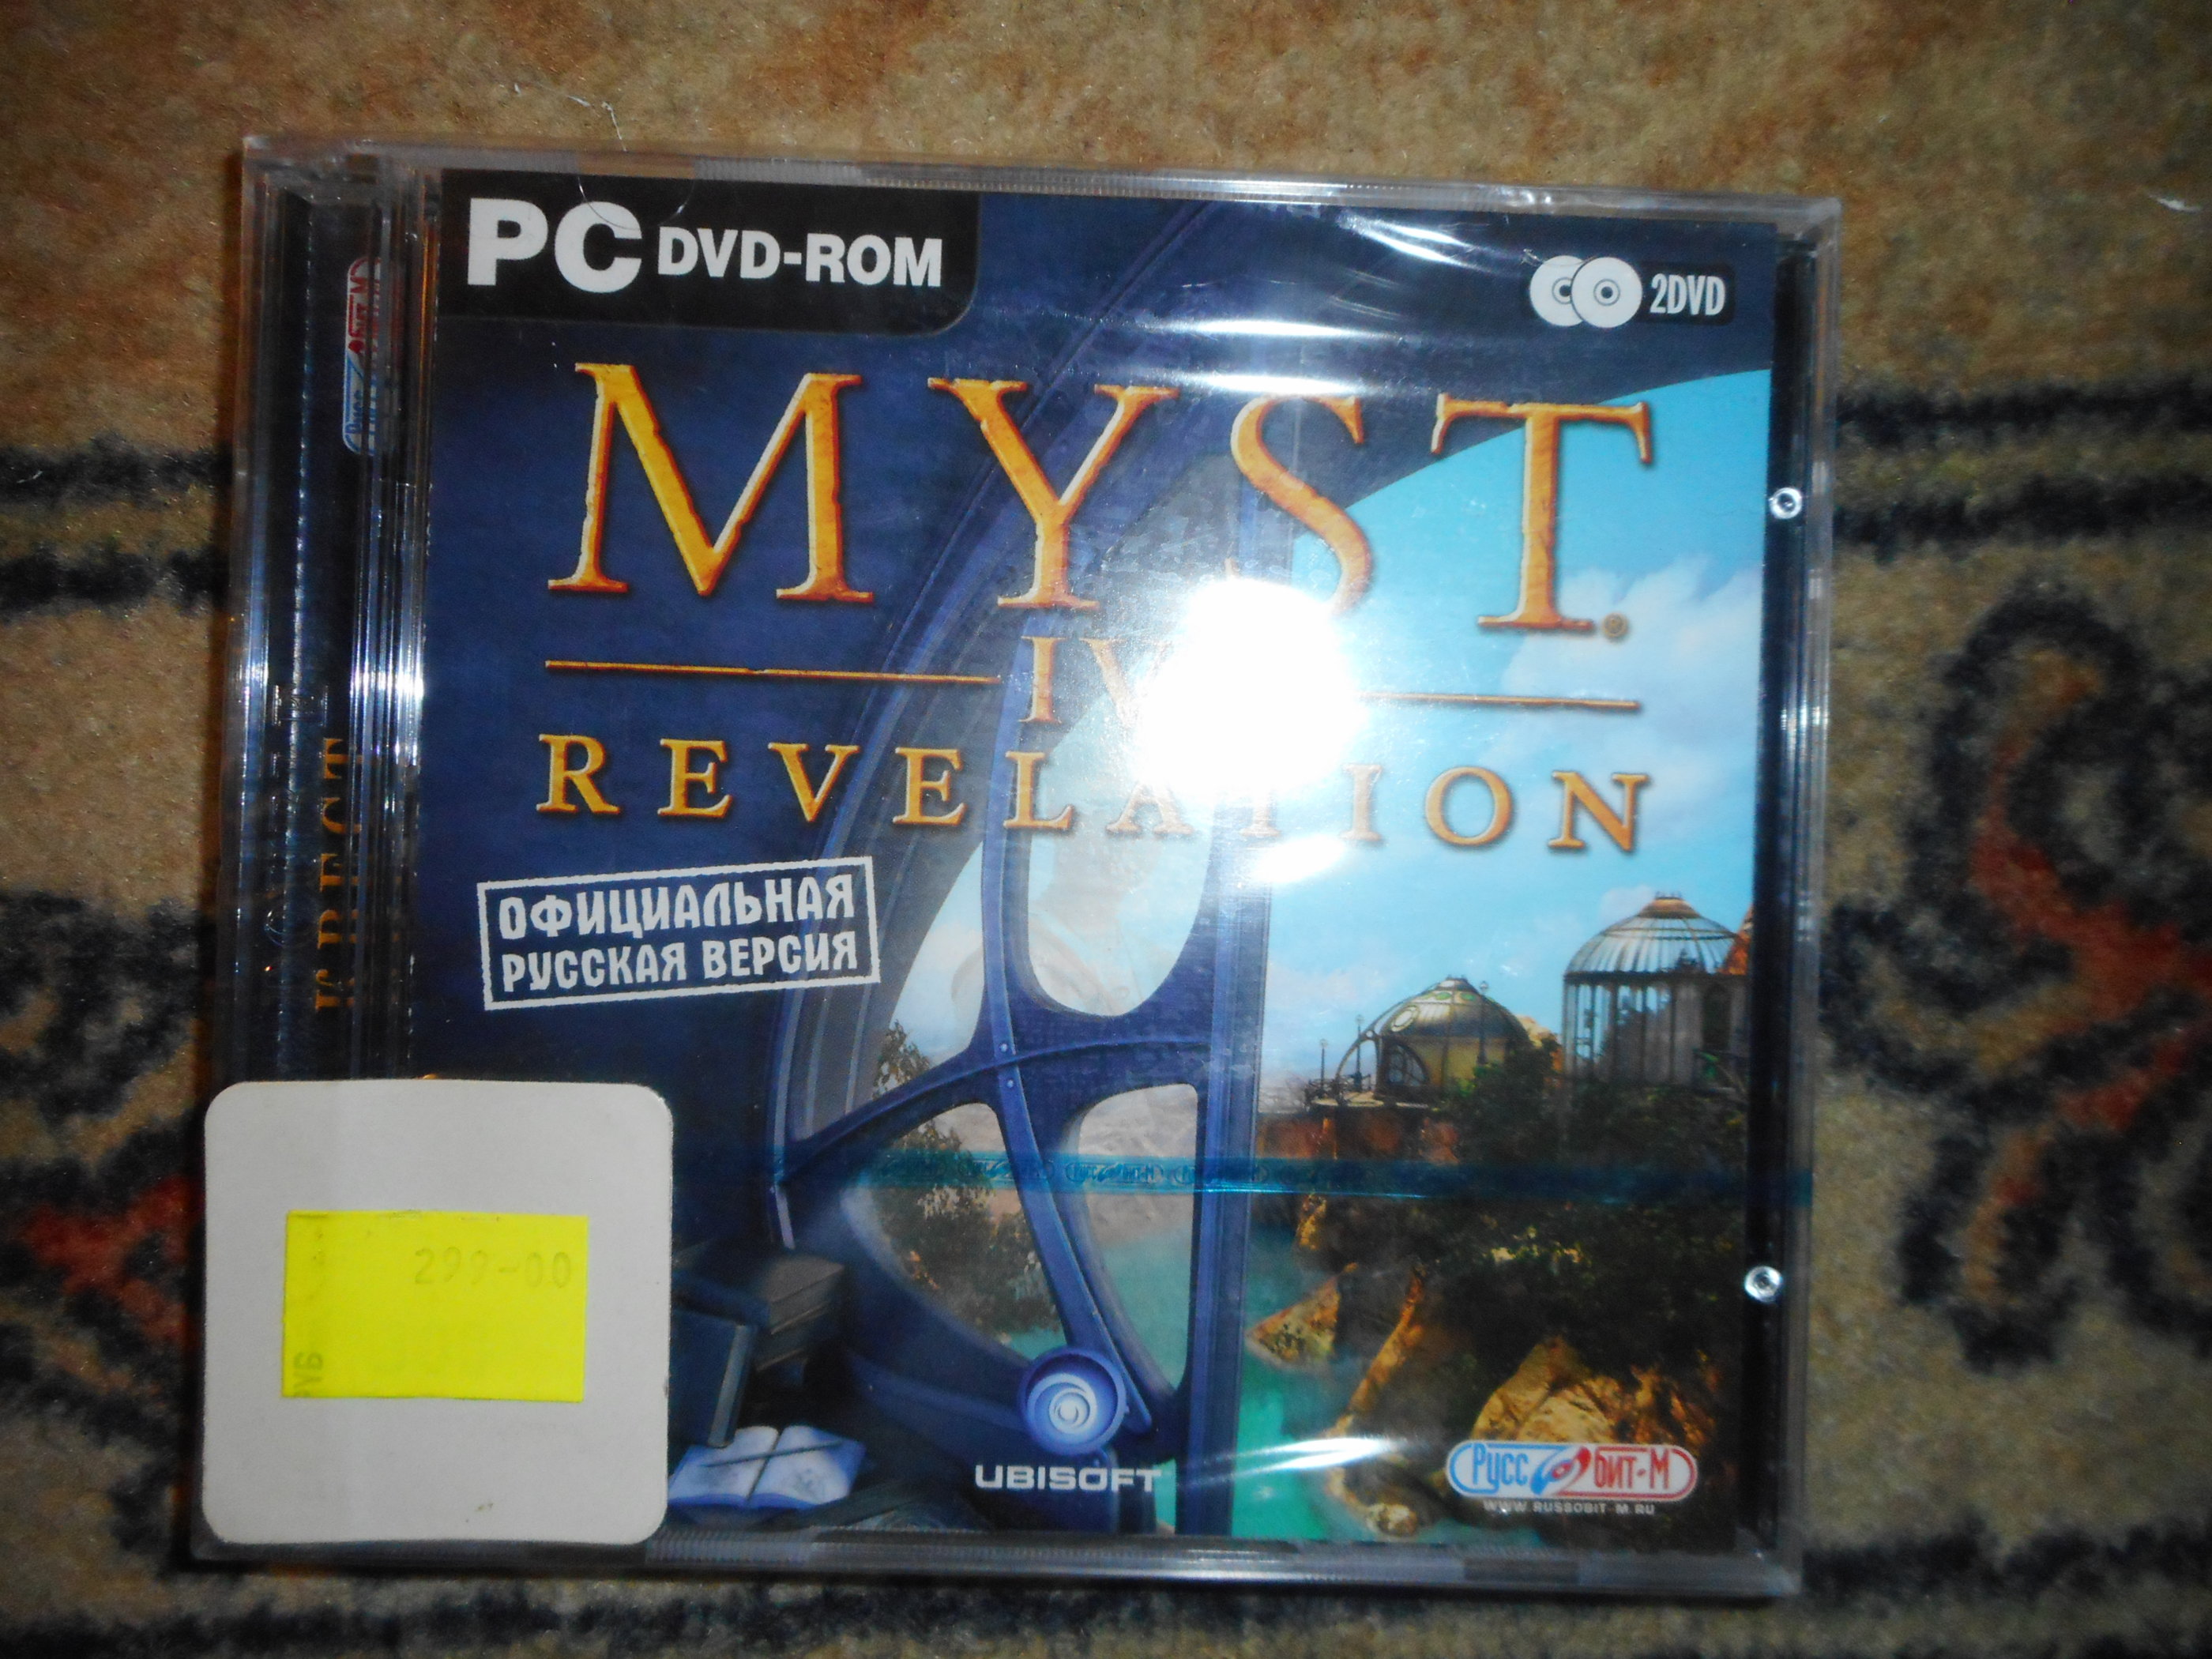 PC DVD-ROM
2DVD
MYST®
IV
REVELATION
ОФИЦИАЛЬНАЯ
РУССКАЯ ВЕРСИЯ
299-00
UBISOFT
Руссобит-М
WWW.RUSSOBIT-M.RU